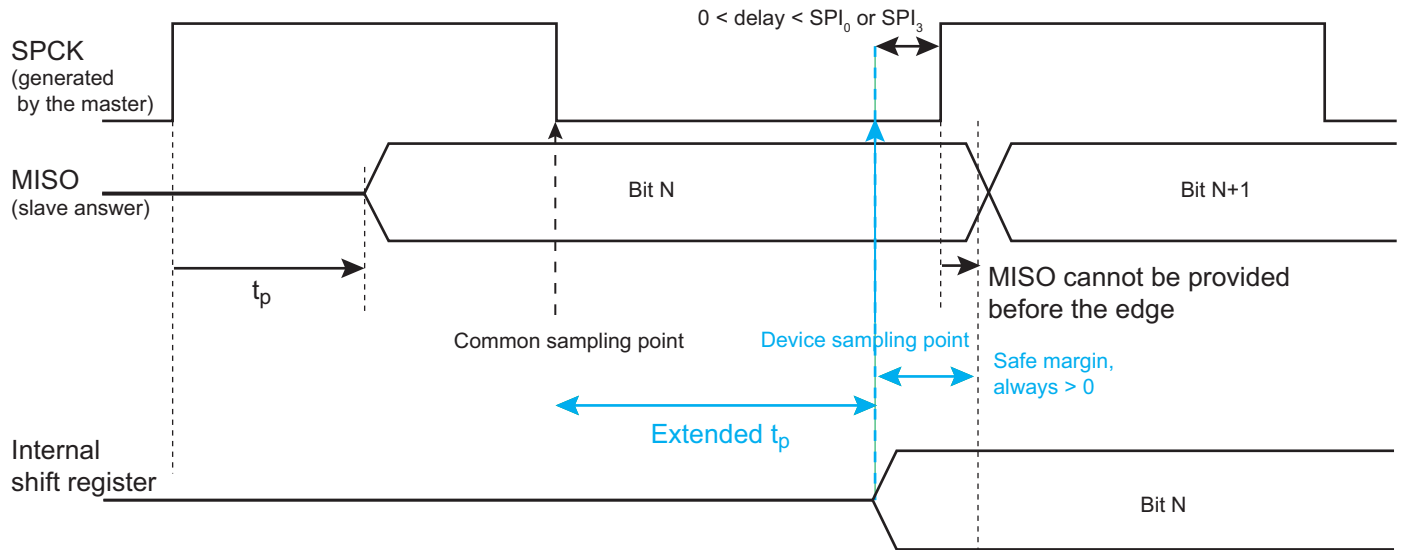 0 < delay < SPI₀ or SPI₃
SPCK
(generated
by the master)
MISO
(slave answer)
Bit N
Bit N+1
tₚ
MISO cannot be provided
before the edge
Common sampling point
Device sampling point
Safe margin,
always > 0
Extended tₚ
Internal
shift register
Bit N